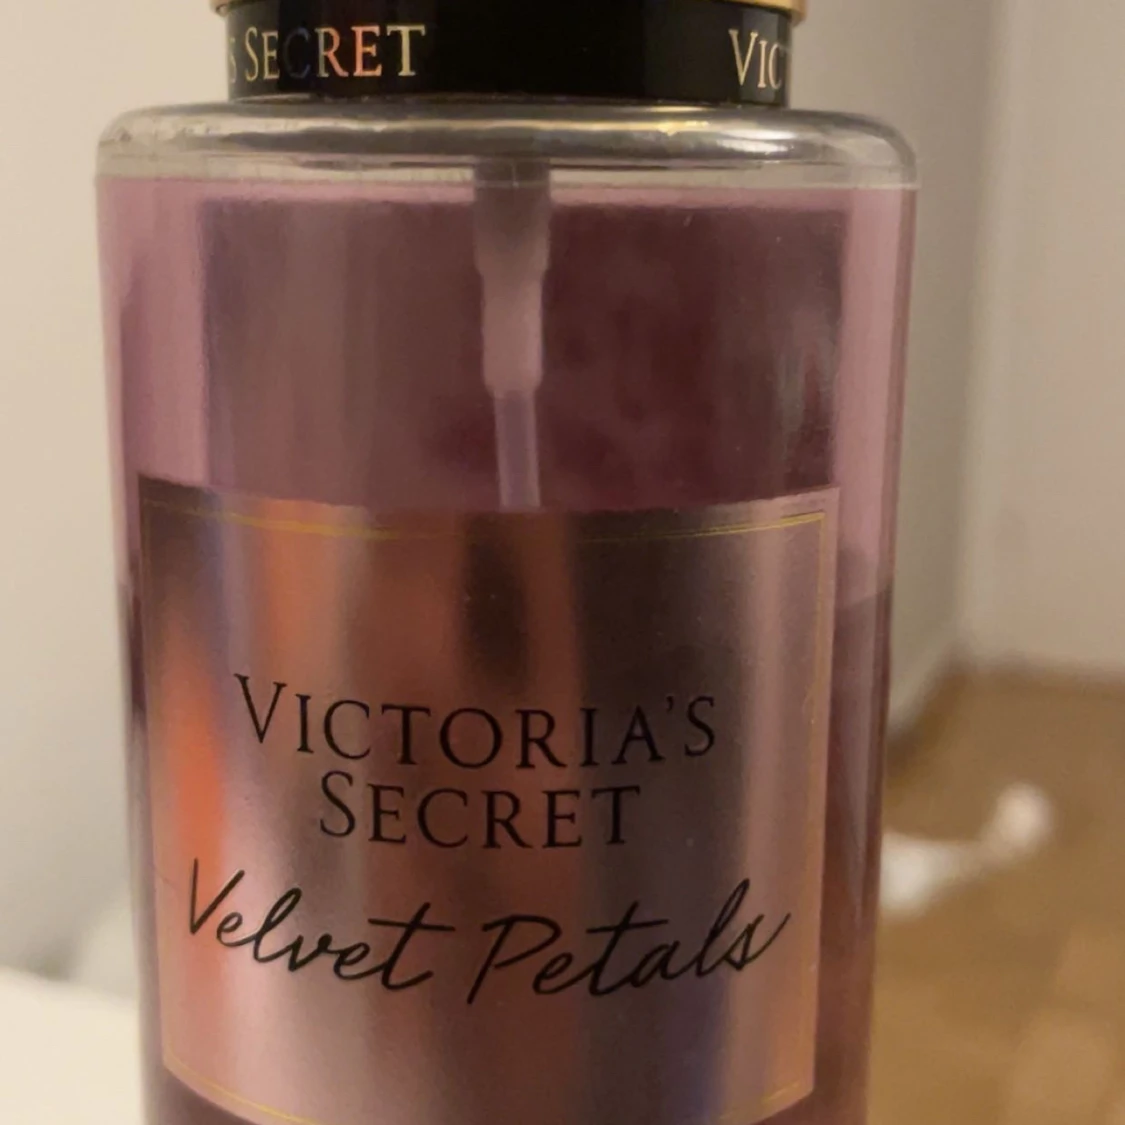 S SECRET VIC
VICTORIA'S
SECRET
Velvet Petals